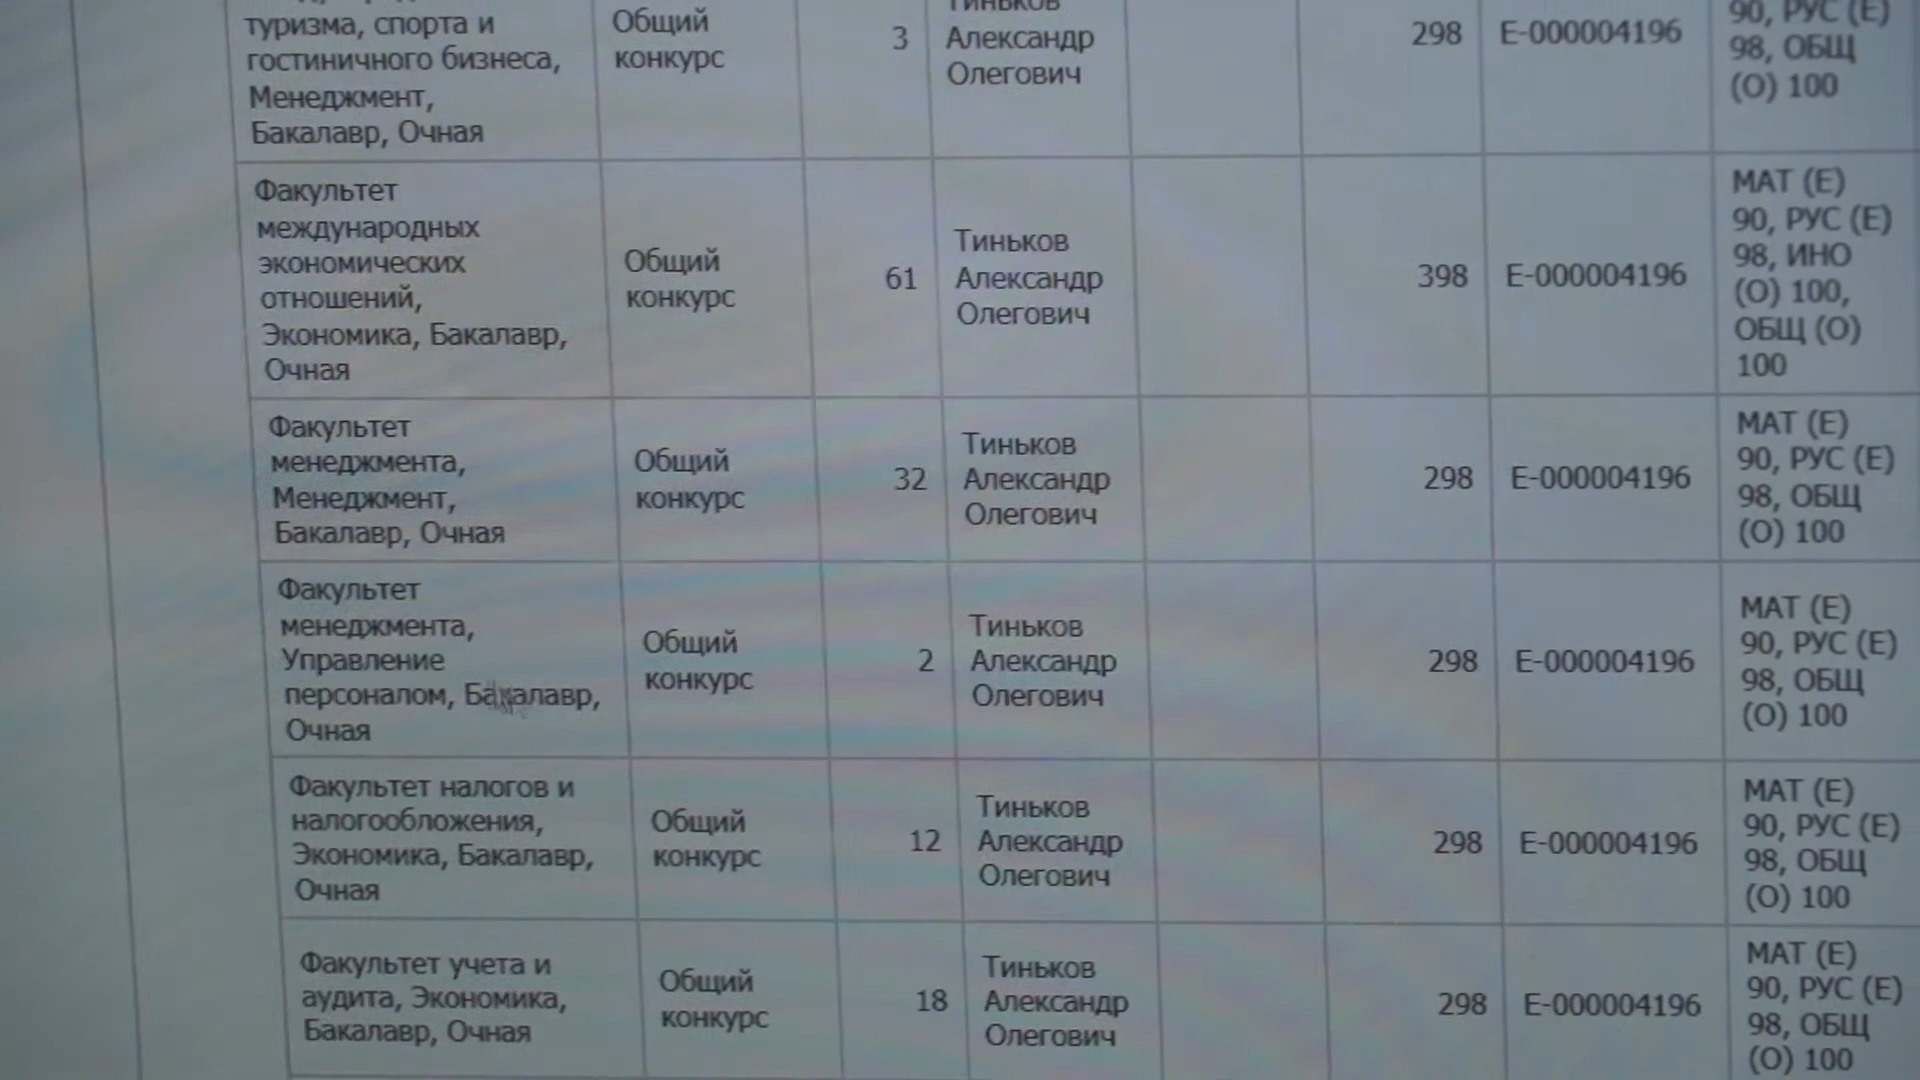 туризма, спорта и
гостиничного бизнеса,
Менеджмент,
Бакалавр, Очная
Общий
конкурс
3
Тиньков
Александр
Олегович
298
Е-000004196
90, РУС (Е)
98, ОБЩ
(О) 100
Факультет
международных
экономических
отношений,
Экономика, Бакалавр,
Очная
Общий
конкурс
61
Тиньков
Александр
Олегович
398
Е-000004196
МАТ (Е)
90, РУС (Е)
98, ИНО
(О) 100,
ОБЩ (О)
100
Факультет
менеджмента,
Менеджмент,
Бакалавр, Очная
Общий
конкурс
32
Тиньков
Александр
Олегович
298
Е-000004196
МАТ (Е)
90, РУС (Е)
98, ОБЩ
(О) 100
Факультет
менеджмента,
Управление
персоналом, Бакалавр,
Очная
Общий
конкурс
2
Тиньков
Александр
Олегович
298
Е-000004196
МАТ (Е)
90, РУС (Е)
98, ОБЩ
(О) 100
Факультет налогов и
налогообложения,
Экономика, Бакалавр,
Очная
Общий
конкурс
12
Тиньков
Александр
Олегович
298
Е-000004196
МАТ (Е)
90, РУС (Е)
98, ОБЩ
(О) 100
Факультет учета и
аудита, Экономика,
Бакалавр, Очная
Общий
конкурс
18
Тиньков
Александр
Олегович
298
Е-000004196
МАТ (Е)
90, РУС (Е)
98, ОБЩ
(О) 100